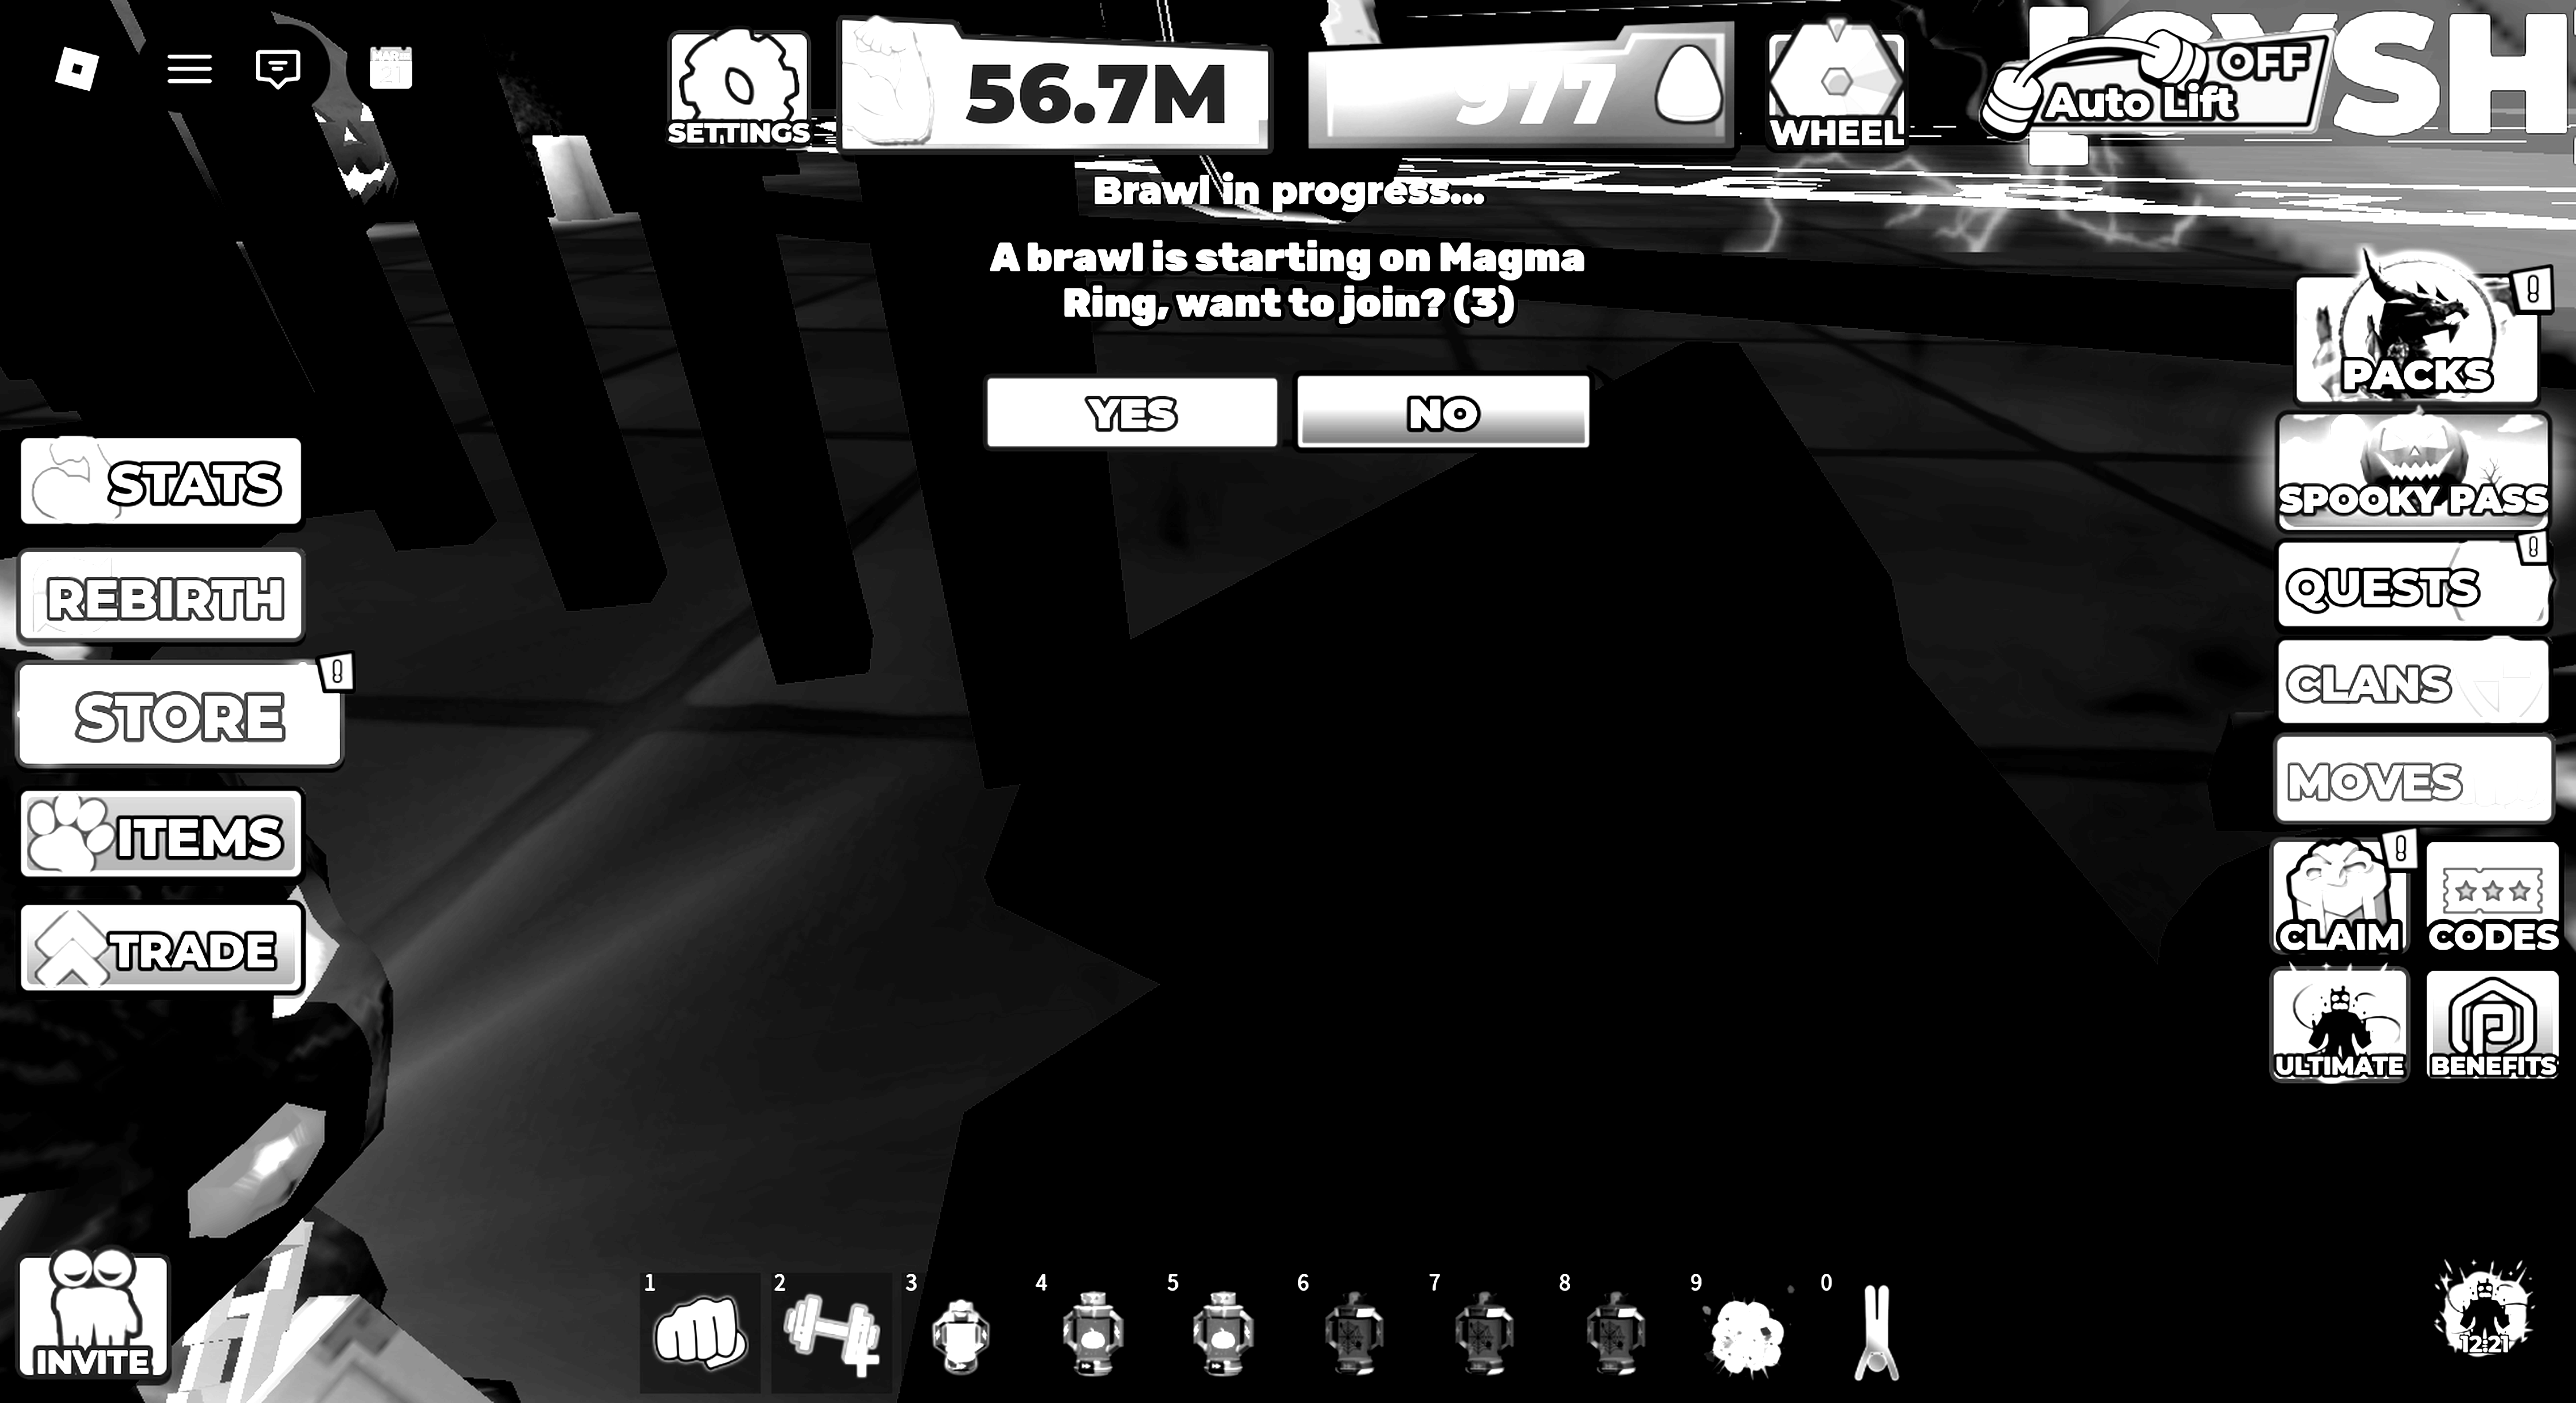 SETTINGS
56.7M
977
WHEEL
OFF
Auto Lift
YSH
Brawl in progress...
A brawl is starting on Magma
Ring, want to join? (3)
YES
NO
STATS
REBIRTH
STORE
ITEMS
TRADE
INVITE
PACKS
SPOOKY PASS
QUESTS
CLANS
MOVES
CLAIM
CODES
ULTIMATE
BENEFITS
1
2
3
4
5
6
7
8
9
0
12:21